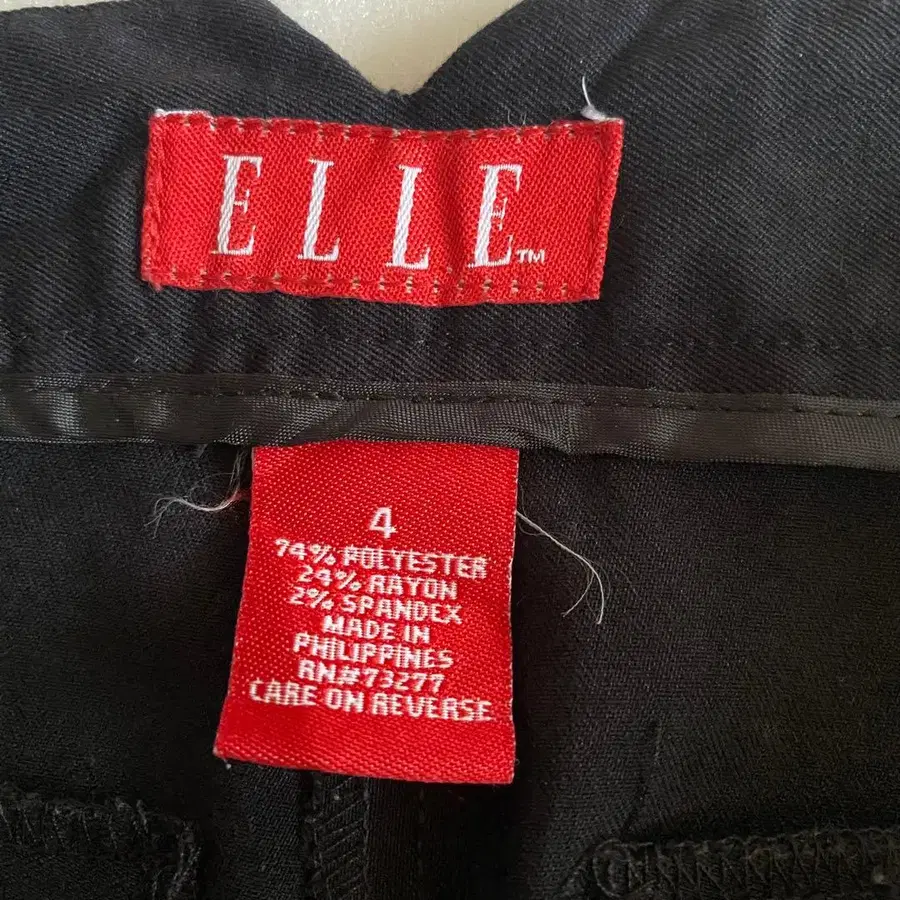 ELLE™
4
74% POLYESTER
24% RAYON
2% SPANDEX
MADE IN
PHILIPPINES
RN#73277
CARE ON REVERSE